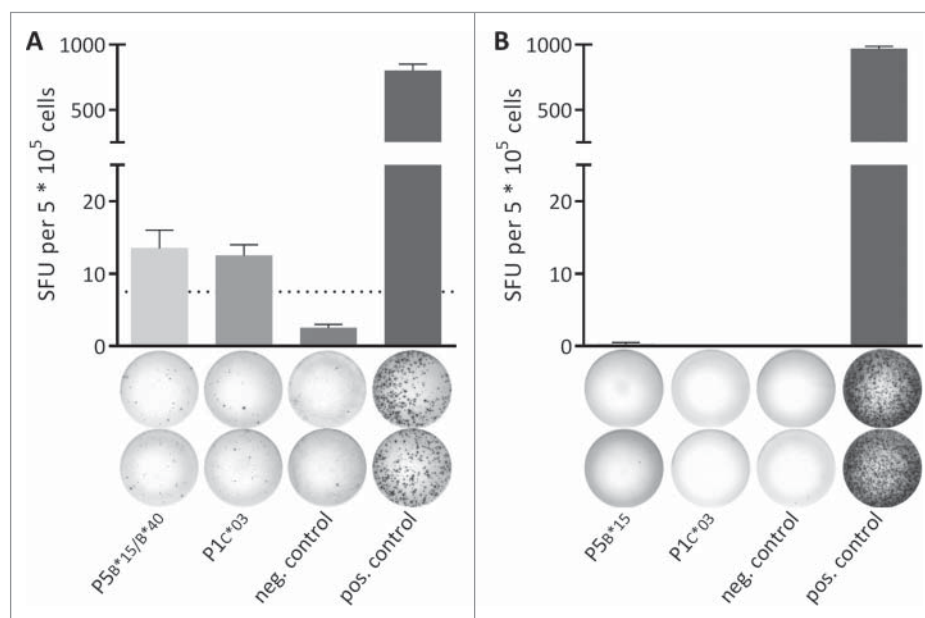 A
SFU per 5 * 10⁵ cells
1000
500
20
10
0
P5B*15/B*40
P1C*03
neg. control
pos. control
B
SFU per 5 * 10⁵ cells
1000
500
20
10
0
P5B*15
P1C*03
neg. control
pos. control